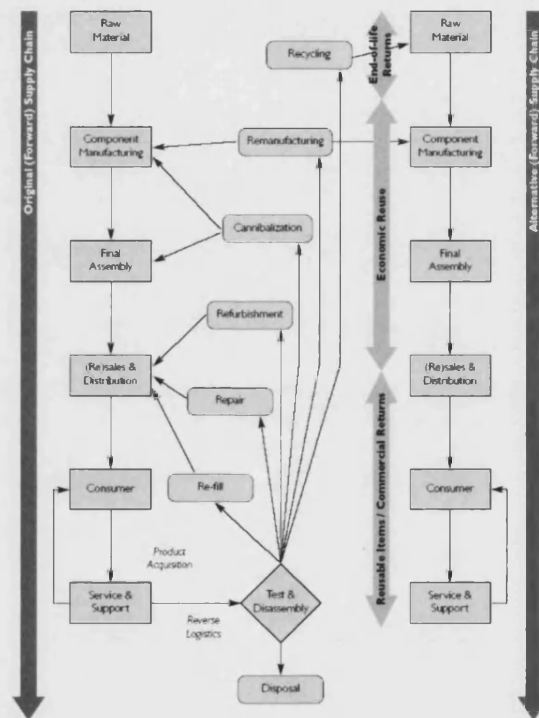 Original (Forward) Supply Chain
Raw
Material
Component
Manufacturing
Final
Assembly
(Re)sales &
Distribution
Consumer
Service &
Support
Product
Acquisition
Reverse
Logistics
Recycling
Remanufacturing
Cannibalization
Refurbishment
Repair
Re-fill
Test &
Disassembly
Disposal
End-of-life
Returns
Economic Reuse
Reusable Items / Commercial Returns
Raw
Material
Component
Manufacturing
Final
Assembly
(Re)sales &
Distribution
Consumer
Service &
Support
Alternative (Forward) Supply Chain